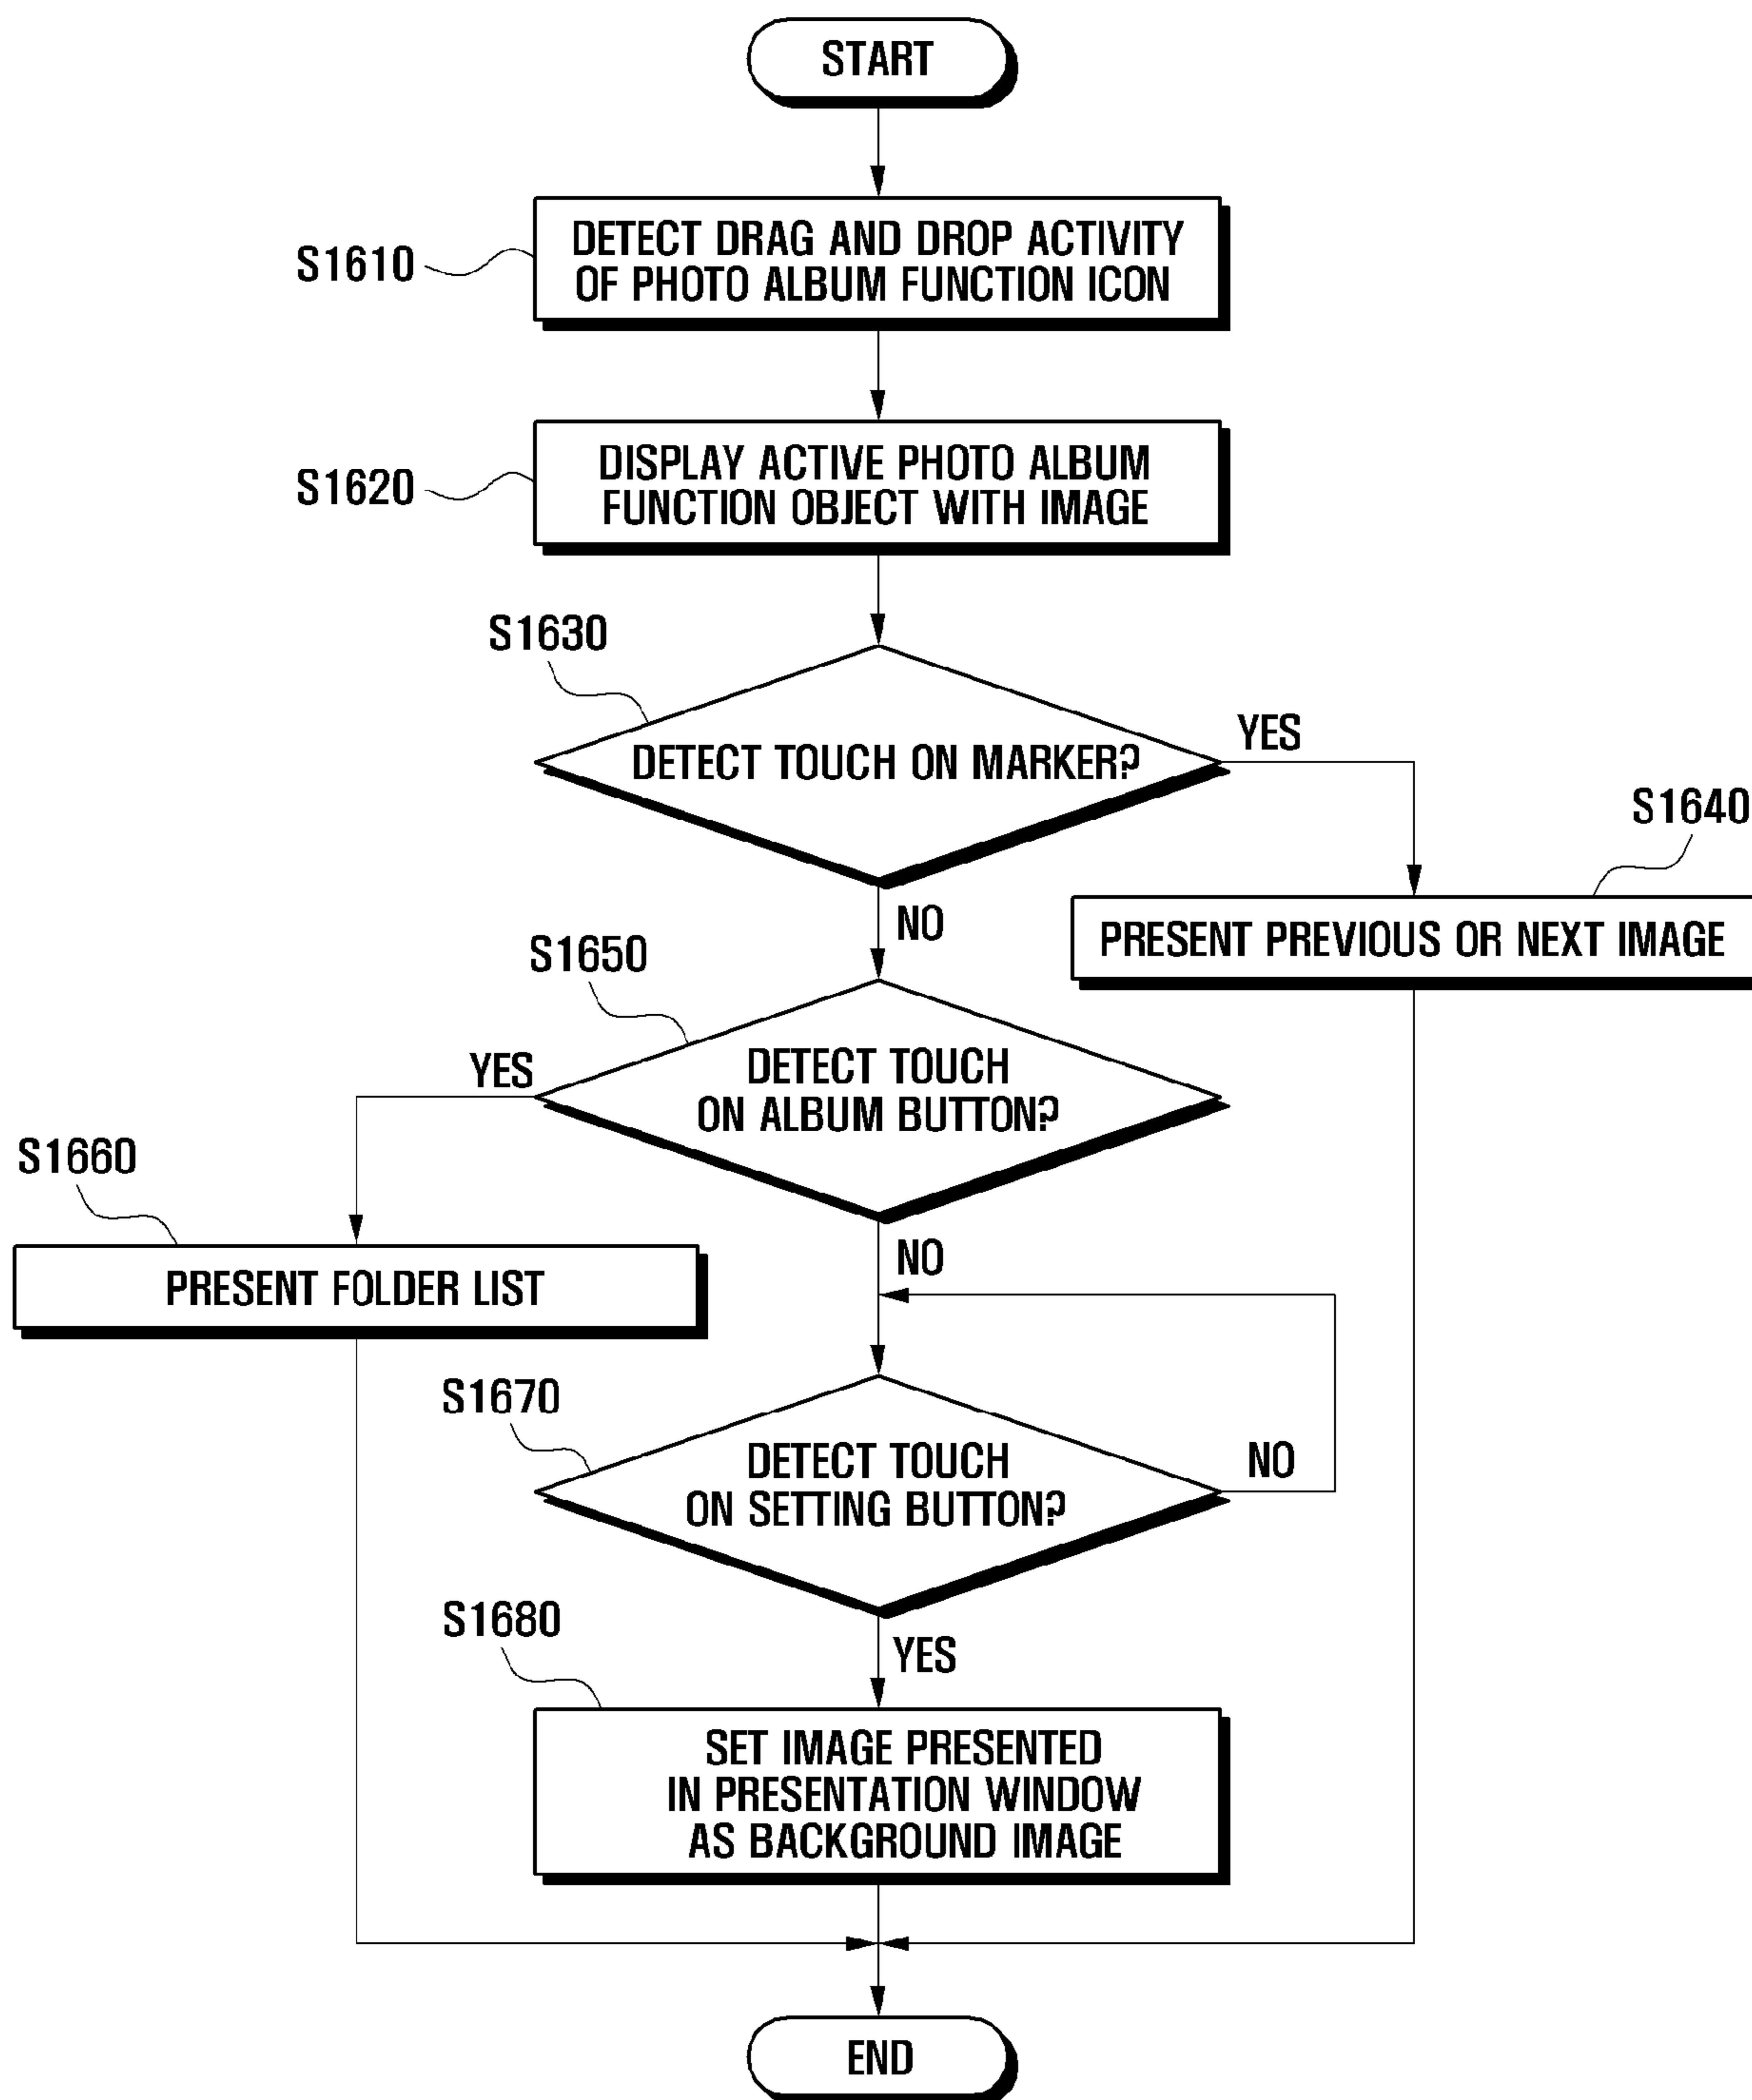 START
S1610
DETECT DRAG AND DROP ACTIVITY
OF PHOTO ALBUM FUNCTION ICON
S1620
DISPLAY ACTIVE PHOTO ALBUM
FUNCTION OBJECT WITH IMAGE
S1630
DETECT TOUCH ON MARKER?
YES
S1640
PRESENT PREVIOUS OR NEXT IMAGE
NO
S1650
DETECT TOUCH
ON ALBUM BUTTON?
YES
S1660
PRESENT FOLDER LIST
NO
S1670
DETECT TOUCH
ON SETTING BUTTON?
NO
YES
S1680
SET IMAGE PRESENTED
IN PRESENTATION WINDOW
AS BACKGROUND IMAGE
END